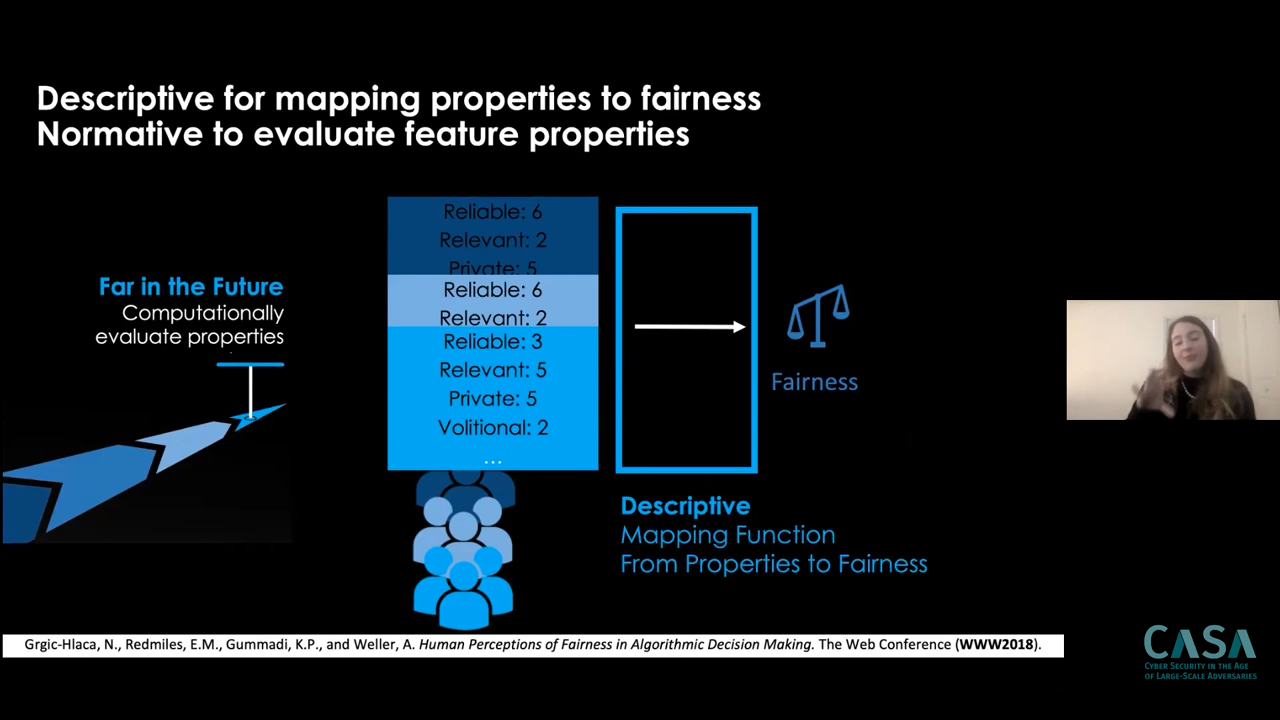 Descriptive for mapping properties to fairness
Normative to evaluate feature properties
Far in the Future
Computationally
evaluate properties
Reliable: 6
Relevant: 2
Private: 5
Reliable: 6
Relevant: 2
Reliable: 3
Relevant: 5
Private: 5
Volitional: 2
...
Fairness
Descriptive
Mapping Function
From Properties to Fairness
Grgic-Hlaca, N., Redmiles, E.M., Gummadi, K.P., and Weller, A. Human Perceptions of Fairness in Algorithmic Decision Making. The Web Conference (WWW2018).
CASA
CYBER SECURITY IN THE AGE
OF LARGE-SCALE ADVERSARIES